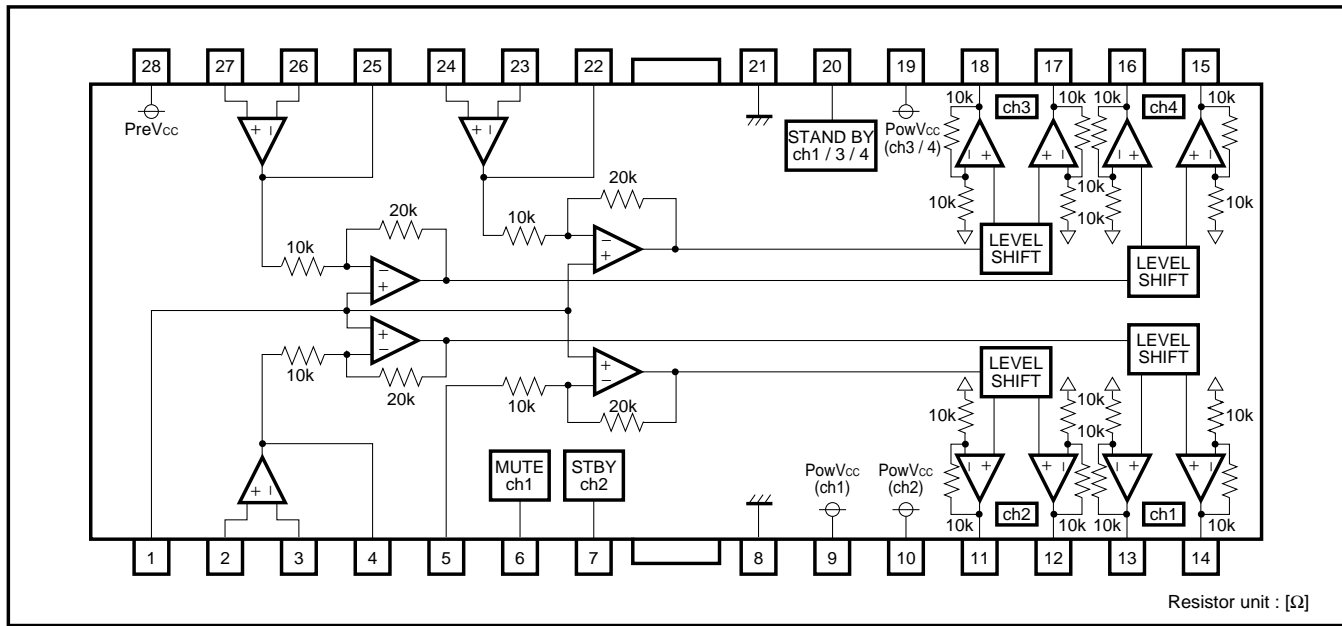 28 27 26 25 24 23 22 21 20 19 18 17 16 15
PreVCC
+ −
+ −
STAND BY
ch1 / 3 / 4
PowVCC
(ch3 / 4)
10k ch3 10k 10k ch4 10k
− + + − − + + −
10k 10k 10k 10k
LEVEL
SHIFT
LEVEL
SHIFT
20k
10k
−
+
20k
10k
−
+
10k
+
−
20k
10k
+
−
20k
LEVEL
SHIFT
LEVEL
SHIFT
10k 10k 10k 10k
− + + − − + + −
10k ch2 10k 10k ch1 10k
+ −
MUTE
ch1
STBY
ch2
PowVCC
(ch1)
PowVCC
(ch2)
1 2 3 4 5 6 7 8 9 10 11 12 13 14
Resistor unit : [Ω]